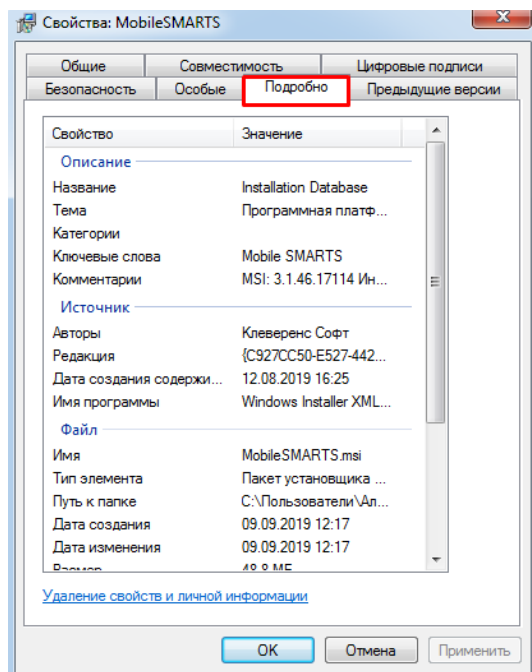 Свойства: MobileSMARTS
Общие Совместимость Цифровые подписи
Безопасность Особые Подробно Предыдущие версии
Свойство Значение
Описание
Название Installation Database
Тема Программная платф...
Категории
Ключевые слова Mobile SMARTS
Комментарии MSI: 3.1.46.17114 Ин...
Источник
Авторы Клеверенс Софт
Редакция {C927CC50-E527-442...
Дата создания содержи... 12.08.2019 16:25
Имя программы Windows Installer XML...
Файл
Имя MobileSMARTS.msi
Тип элемента Пакет установщика ...
Путь к папке C:\Пользователи\Ал...
Дата создания 09.09.2019 12:17
Дата изменения 09.09.2019 12:17
Размер 48,8 МБ
Удаление свойств и личной информации
OK Отмена Применить